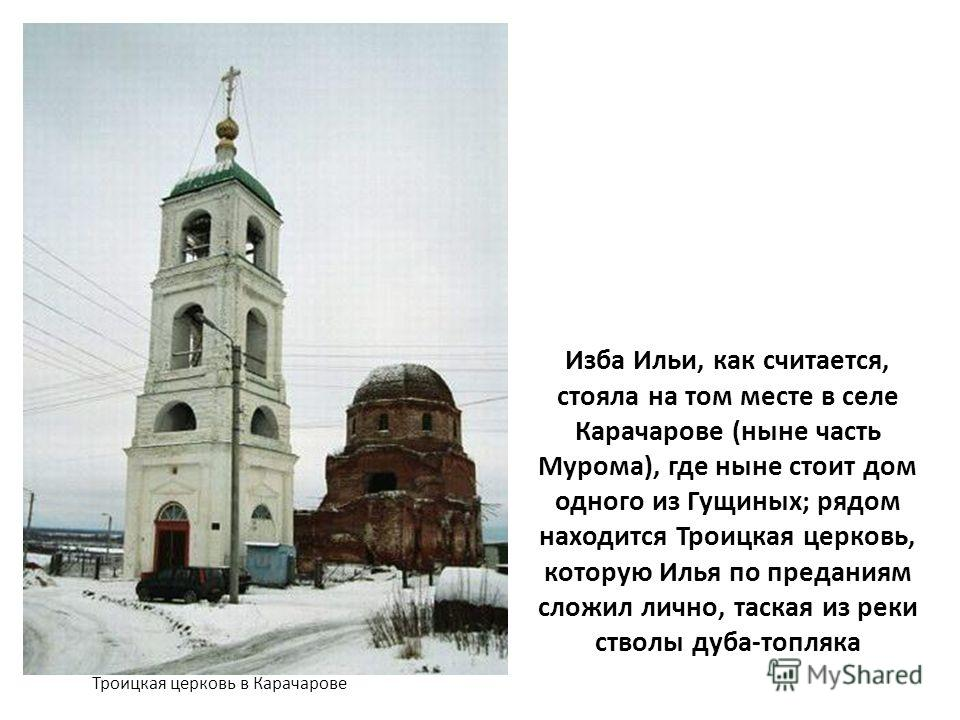 Изба Ильи, как считается,
стояла на том месте в селе
Карачарове (ныне часть
Мурома), где ныне стоит дом
одного из Гущиных; рядом
находится Троицкая церковь,
которую Илья по преданиям
сложил лично, таская из реки
стволы дуба-топляка
Троицкая церковь в Карачарове
MyShared